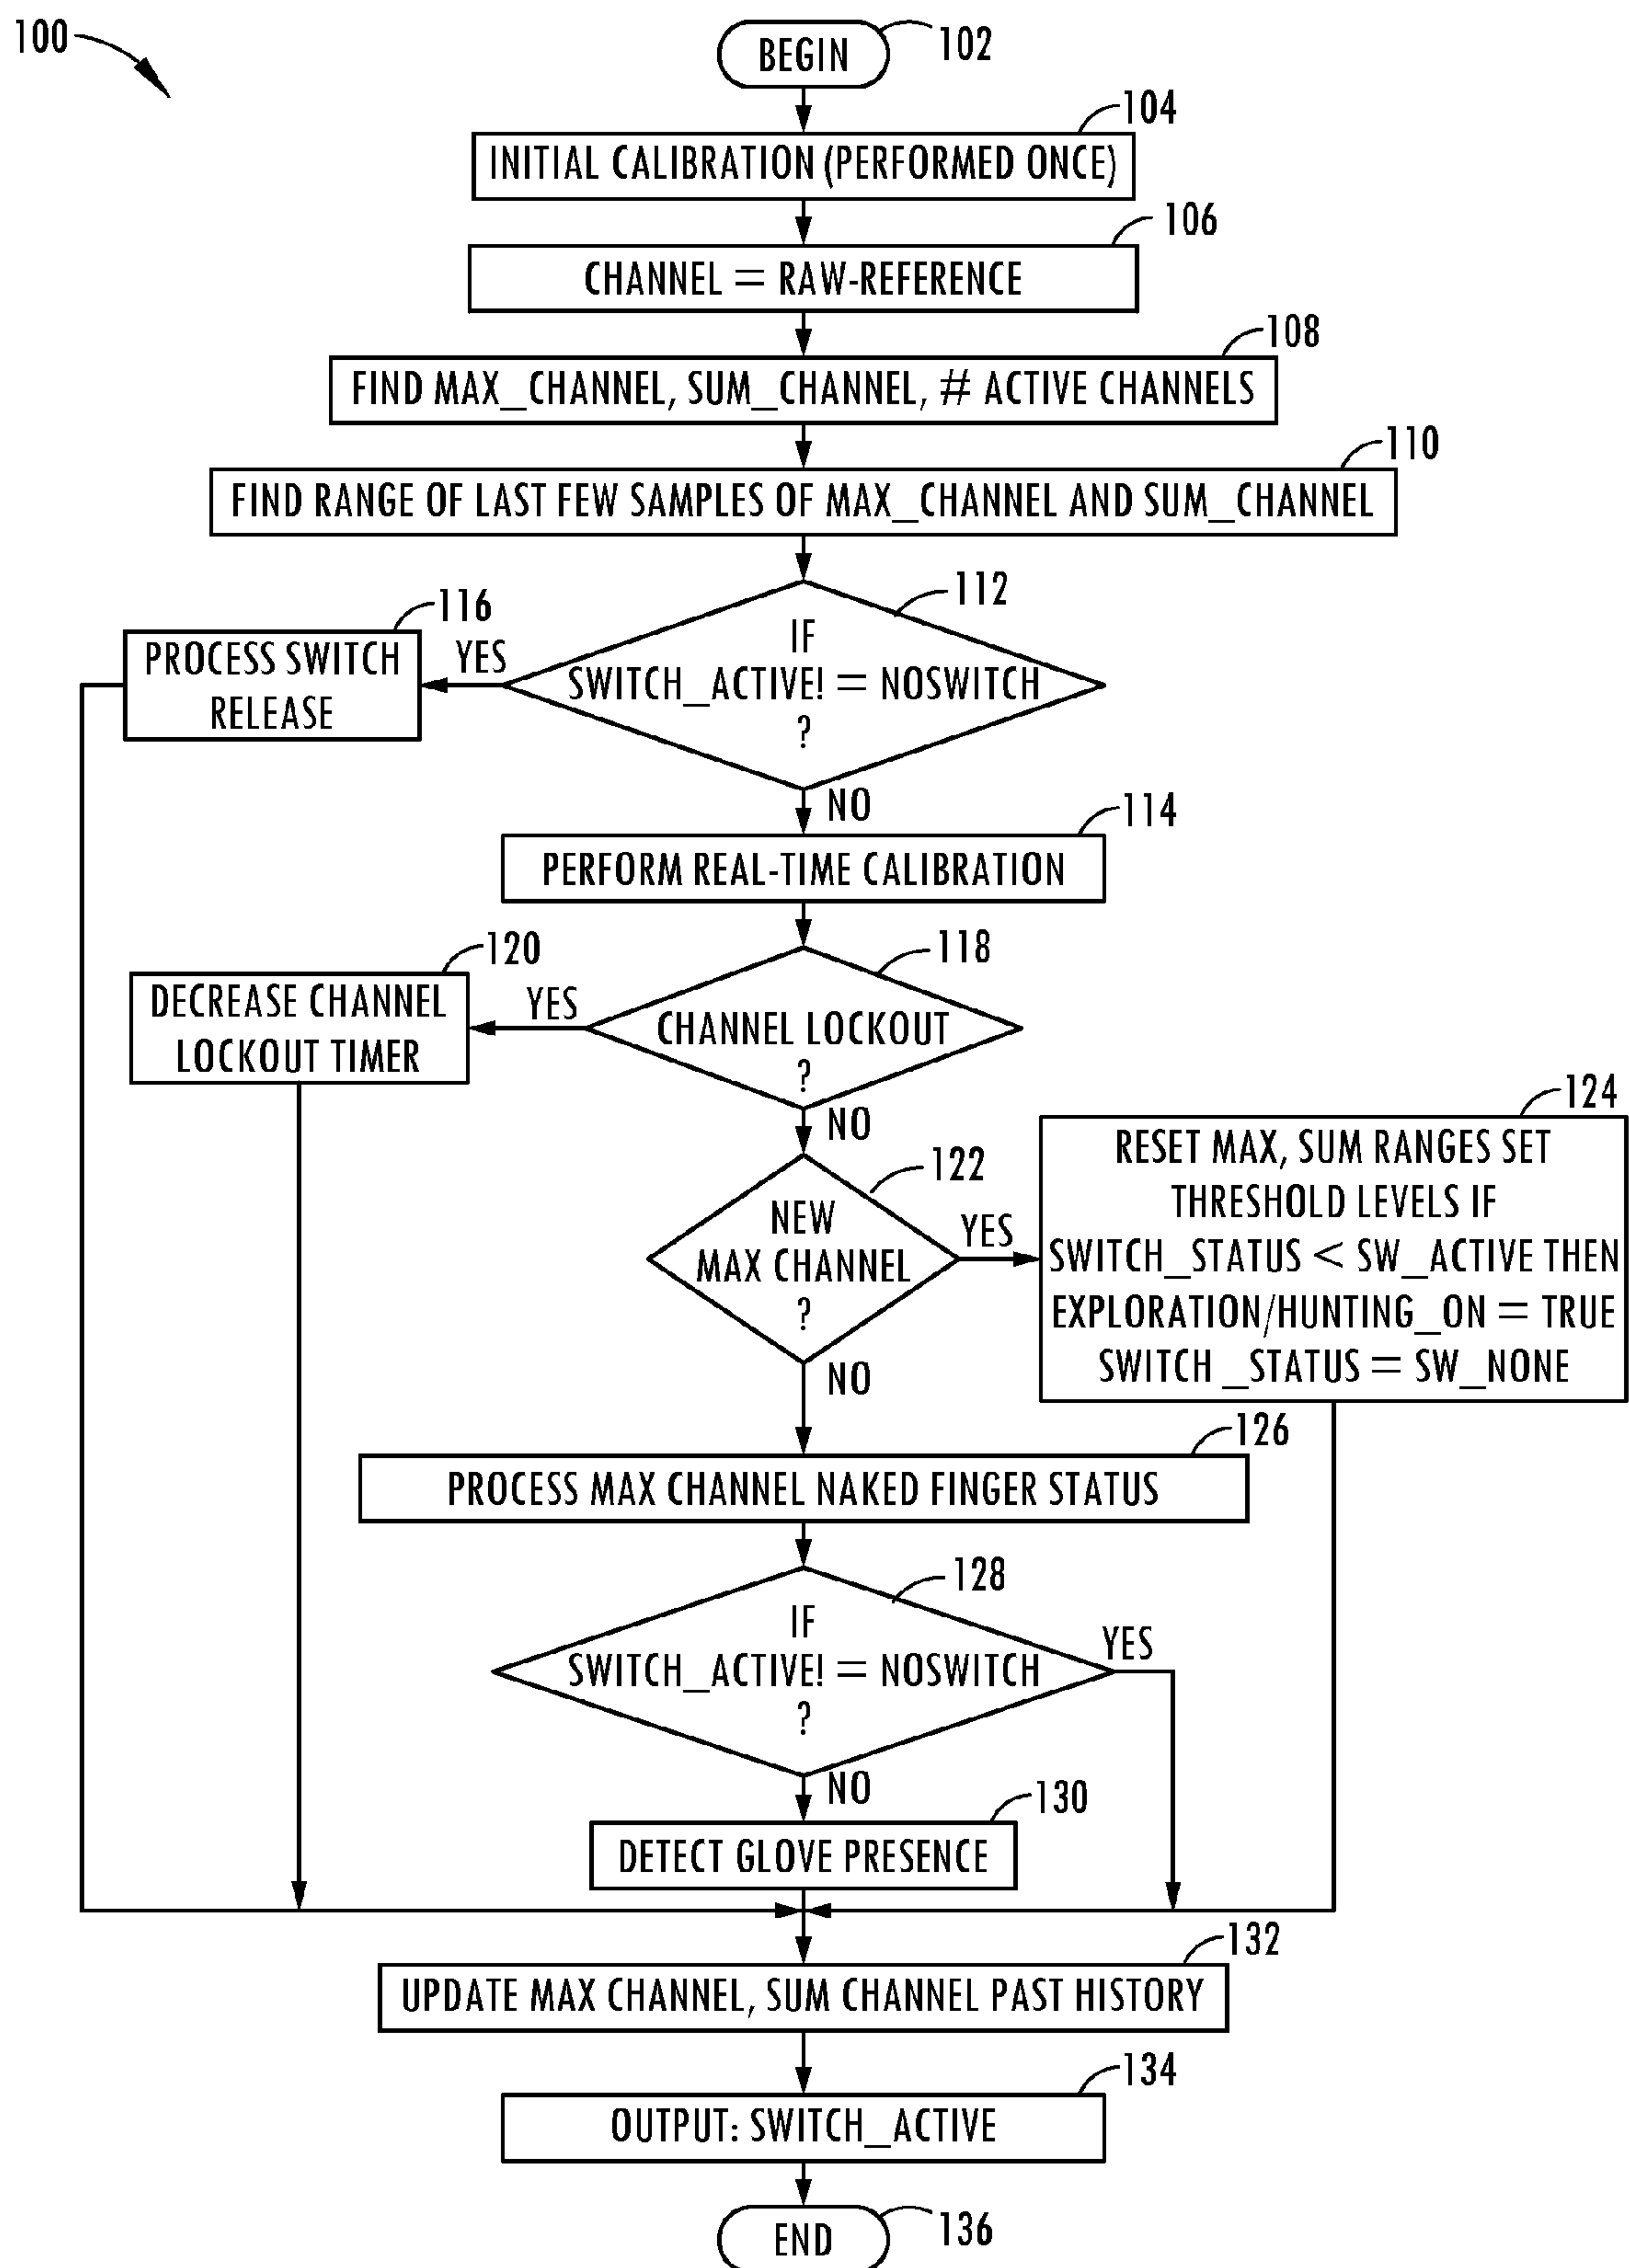 100
BEGIN
102
104
INITIAL CALIBRATION (PERFORMED ONCE)
106
CHANNEL = RAW-REFERENCE
108
FIND MAX_CHANNEL, SUM_CHANNEL, # ACTIVE CHANNELS
110
FIND RANGE OF LAST FEW SAMPLES OF MAX_CHANNEL AND SUM_CHANNEL
112
IF
SWITCH_ACTIVE! = NOSWITCH
?
YES
116
PROCESS SWITCH
RELEASE
NO
114
PERFORM REAL-TIME CALIBRATION
118
CHANNEL LOCKOUT
?
YES
120
DECREASE CHANNEL
LOCKOUT TIMER
NO
122
NEW
MAX CHANNEL
?
YES
124
RESET MAX, SUM RANGES SET
THRESHOLD LEVELS IF
SWITCH_STATUS < SW_ACTIVE THEN
EXPLORATION/HUNTING_ON = TRUE
SWITCH _STATUS = SW_NONE
NO
126
PROCESS MAX CHANNEL NAKED FINGER STATUS
128
IF
SWITCH_ACTIVE! = NOSWITCH
?
YES
NO
130
DETECT GLOVE PRESENCE
132
UPDATE MAX CHANNEL, SUM CHANNEL PAST HISTORY
134
OUTPUT: SWITCH_ACTIVE
END
136